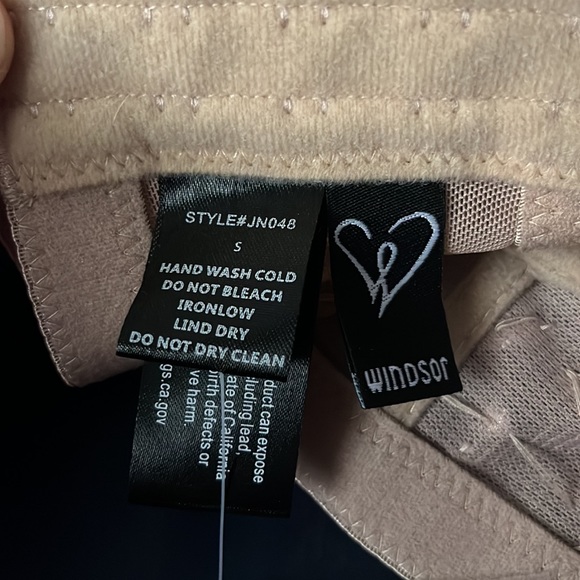 STYLE#JN048
S
HAND WASH COLD
DO NOT BLEACH
IRONLOW
LIND DRY
DO NOT DRY CLEAN
WINDSOr
duct can expose
luding lead,
ate of California
irth defects or
ve harm.
gs.ca.gov